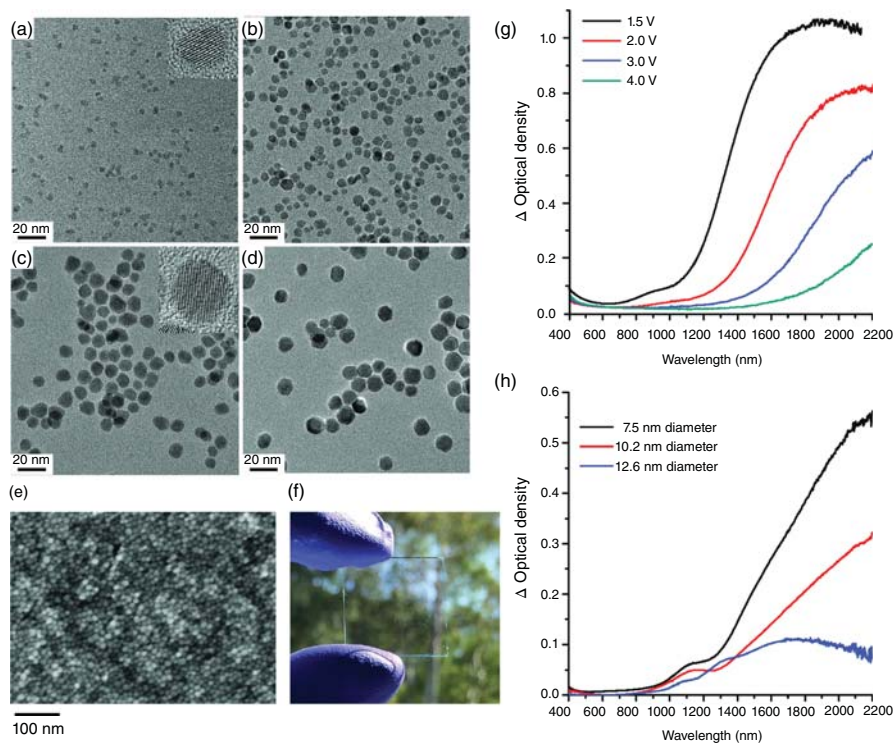 (a)
(b)
20 nm
20 nm
(c)
(d)
20 nm
20 nm
(e)
(f)
100 nm
(g)
1.5 V
2.0 V
3.0 V
4.0 V
1.0
0.8
0.6
0.4
0.2
0.0
Δ Optical density
400 600 800 1000 1200 1400 1600 1800 2000 2200
Wavelength (nm)
(h)
7.5 nm diameter
10.2 nm diameter
12.6 nm diameter
0.6
0.5
0.4
0.3
0.2
0.1
0.0
Δ Optical density
400 600 800 1000 1200 1400 1600 1800 2000 2200
Wavelength (nm)